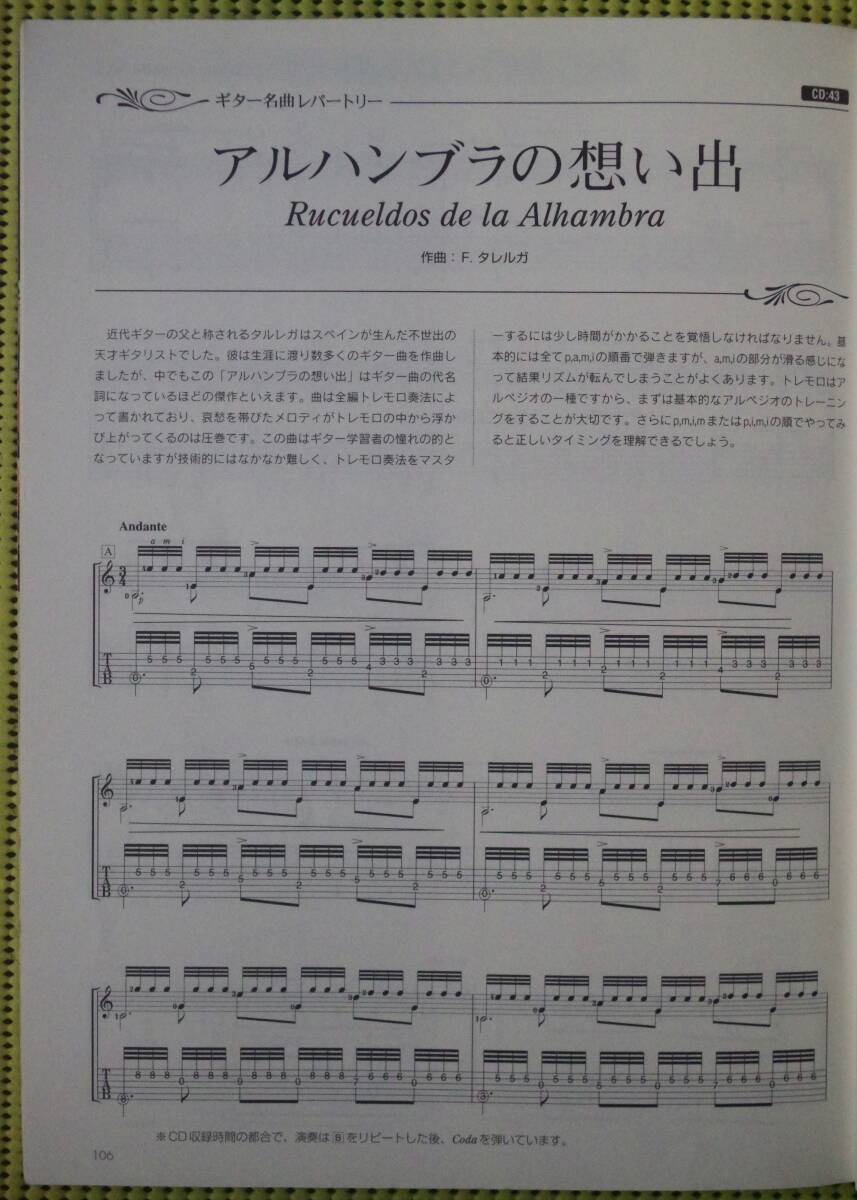 ギター名曲レパートリー
CD:43
アルハンブラの想い出
Rucueldos de la Alhambra
作曲：F. タレルガ
近代ギターの父と称されるタルレガはスペインが生んだ不世出の
天才ギタリストでした。彼は生涯に渡り数多くのギター曲を作曲し
ましたが、中でもこの「アルハンブラの想い出」はギター曲の代名
詞になっているほどの傑作といえます。曲は全編トレモロ奏法によ
って書かれており、哀愁を帯びたメロディがトレモロの中から浮か
び上がってくるのは圧巻です。この曲はギター学習者の憧れの的と
なっていますが技術的にはなかなか難しく、トレモロ奏法をマスタ
ーするには少し時間がかかることを覚悟しなければなりません。基
本的には全てp,a,m,iの順番で弾きますが、a,m,iの部分が滑る感じにな
って結果リズムが転んでしまうことがよくあります。トレモロはア
ルペジオの一種ですから、まずは基本的なアルペジオのトレーニン
グをすることが大切です。さらにp,m,i,mまたはp,i,m,iの順でやってみ
ると正しいタイミングを理解できるでしょう。
Andante
A
a m i
p
※CD収録時間の都合で、演奏はBをリピートした後、Codaを弾いています。
106